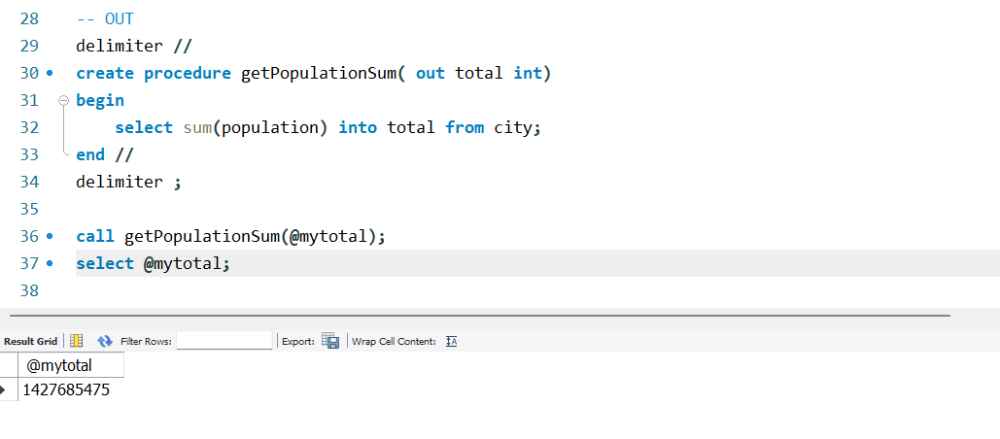 28 -- OUT
29 delimiter //
30 create procedure getPopulationSum( out total int)
31 begin
32 select sum(population) into total from city;
33 end //
34 delimiter ;
35
36 call getPopulationSum(@mytotal);
37 select @mytotal;
38
Result Grid Filter Rows: Export: Wrap Cell Content: IA
@mytotal
1427685475